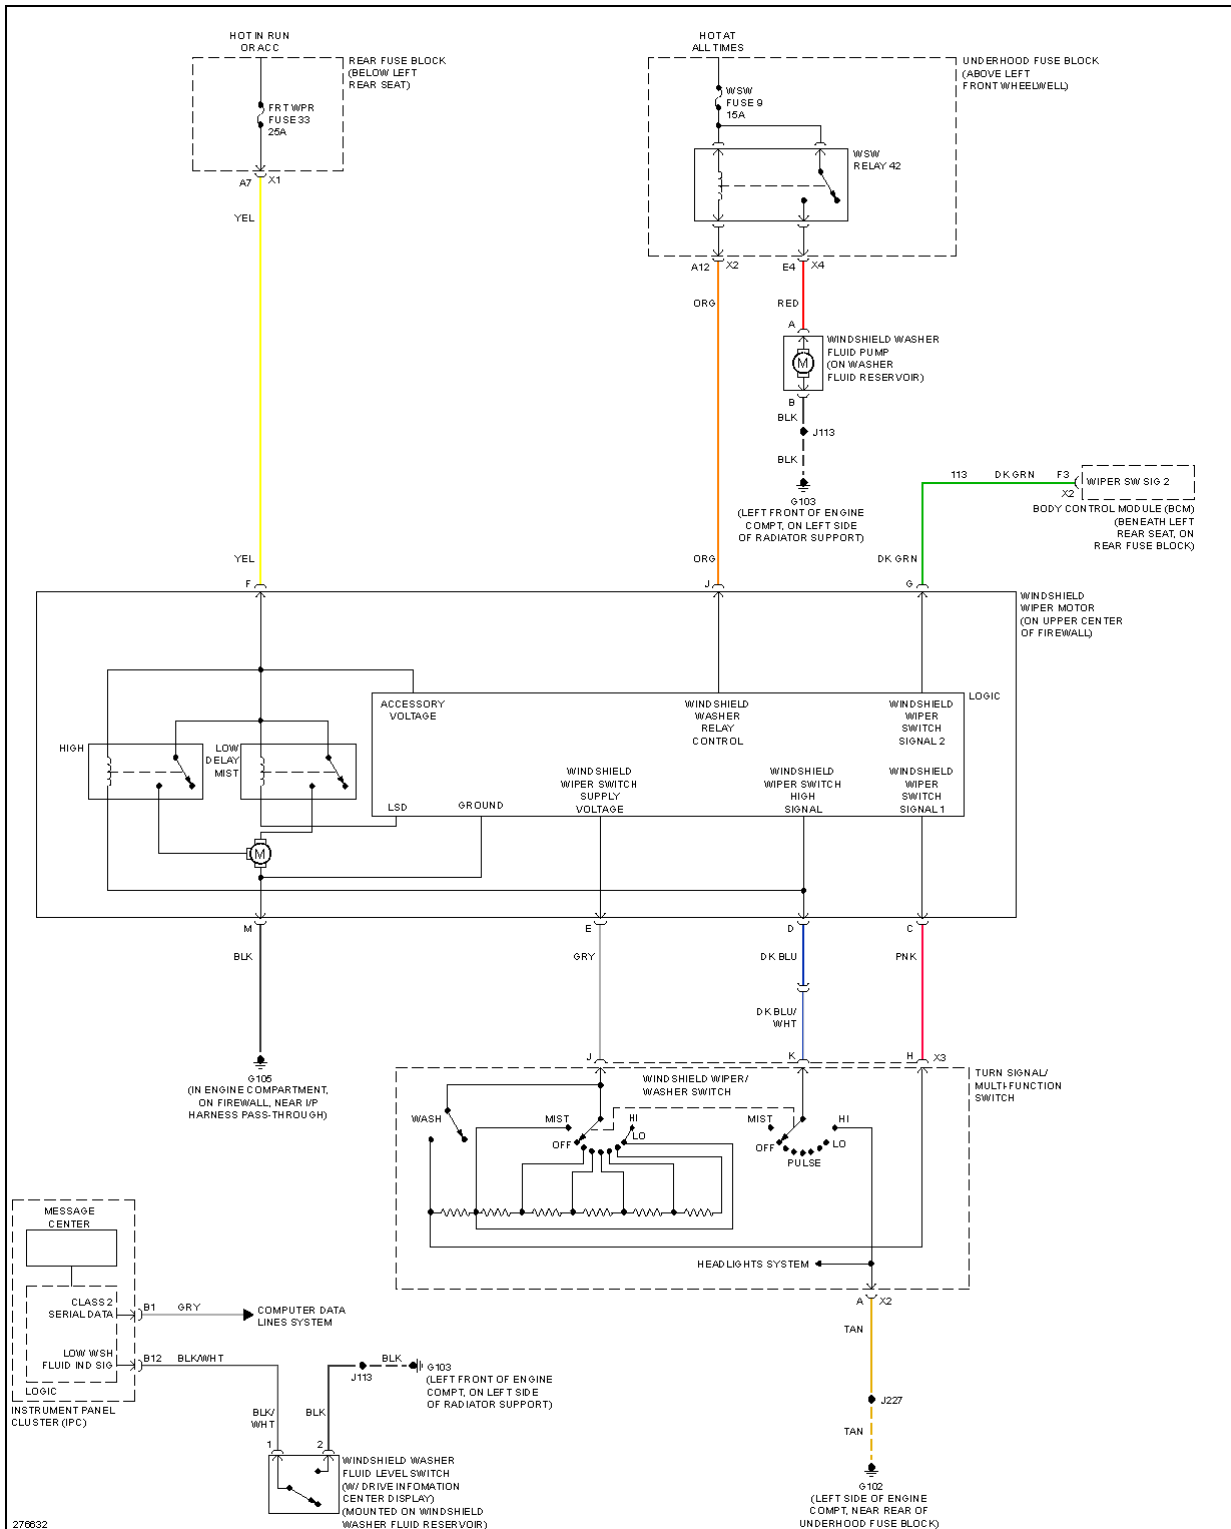 HOT IN RUN
OR ACC
REAR FUSE BLOCK
(BELOW LEFT
REAR SEAT)
FRT WPR
FUSE 33
25A
A7
X1
YEL
HOT AT
ALL TIMES
UNDERHOOD FUSE BLOCK
(ABOVE LEFT
FRONT WHEELWELL)
WSW
FUSE 9
15A
WSW
RELAY 42
A12
X2
E4
X4
ORG
RED
A
WINDSHIELD WASHER
FLUID PUMP
(ON WASHER
FLUID RESERVOIR)
M
B
BLK
J113
BLK
G103
(LEFT FRONT OF ENGINE
COMPT, ON LEFT SIDE
OF RADIATOR SUPPORT)
113
DK GRN
F3
X2
WIPER SW SIG 2
BODY CONTROL MODULE (BCM)
(BENEATH LEFT
REAR SEAT, ON
REAR FUSE BLOCK)
YEL
ORG
DK GRN
F
J
G
WINDSHIELD
WIPER MOTOR
(ON UPPER CENTER
OF FIREWALL)
LOGIC
ACCESSORY
VOLTAGE
WINDSHIELD
WASHER
RELAY
CONTROL
WINDSHIELD
WIPER
SWITCH
SIGNAL 2
HIGH
LOW
DELAY
MIST
WINDSHIELD
WIPER SWITCH
SUPPLY
VOLTAGE
WINDSHIELD
WIPER SWITCH
HIGH
SIGNAL
WINDSHIELD
WIPER
SWITCH
SIGNAL 1
LSD
GROUND
M
M
E
D
C
BLK
GRY
DK BLU
PNK
DK BLU/
WHT
G105
(IN ENGINE COMPARTMENT,
ON FIREWALL, NEAR I/P
HARNESS PASS-THROUGH)
J
K
H
X3
TURN SIGNAL/
MULTI-FUNCTION
SWITCH
WINDSHIELD WIPER/
WASHER SWITCH
WASH
MIST
OFF
HI
LO
MIST
OFF
PULSE
HI
LO
HEADLIGHTS SYSTEM
A
X2
TAN
J227
TAN
G102
(LEFT SIDE OF ENGINE
COMPT, NEAR REAR OF
UNDERHOOD FUSE BLOCK)
MESSAGE
CENTER
CLASS 2
SERIAL DATA
B1
GRY
COMPUTER DATA
LINES SYSTEM
LOW WSH
FLUID IND SIG
B12
BLK/WHT
LOGIC
INSTRUMENT PANEL
CLUSTER (IPC)
BLK
J113
G103
(LEFT FRONT OF ENGINE
COMPT, ON LEFT SIDE
OF RADIATOR SUPPORT)
BLK/
WHT
BLK
1
2
WINDSHIELD WASHER
FLUID LEVEL SWITCH
(W/ DRIVE INFOMATION
CENTER DISPLAY)
(MOUNTED ON WINDSHIELD
WASHER FLUID RESERVOIR)
276632